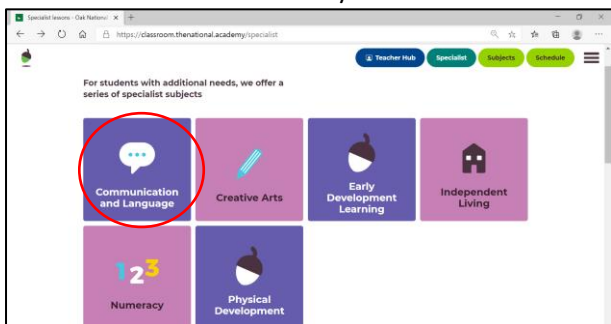 Specialist lessons - Oak National
https://classroom.thenational.academy/specialist
Teacher Hub
Specialist
Subjects
Schedule
For students with additional needs, we offer a
series of specialist subjects
Communication
and Language
Creative Arts
Early
Development
Learning
Independent
Living
123
Numeracy
Physical
Development